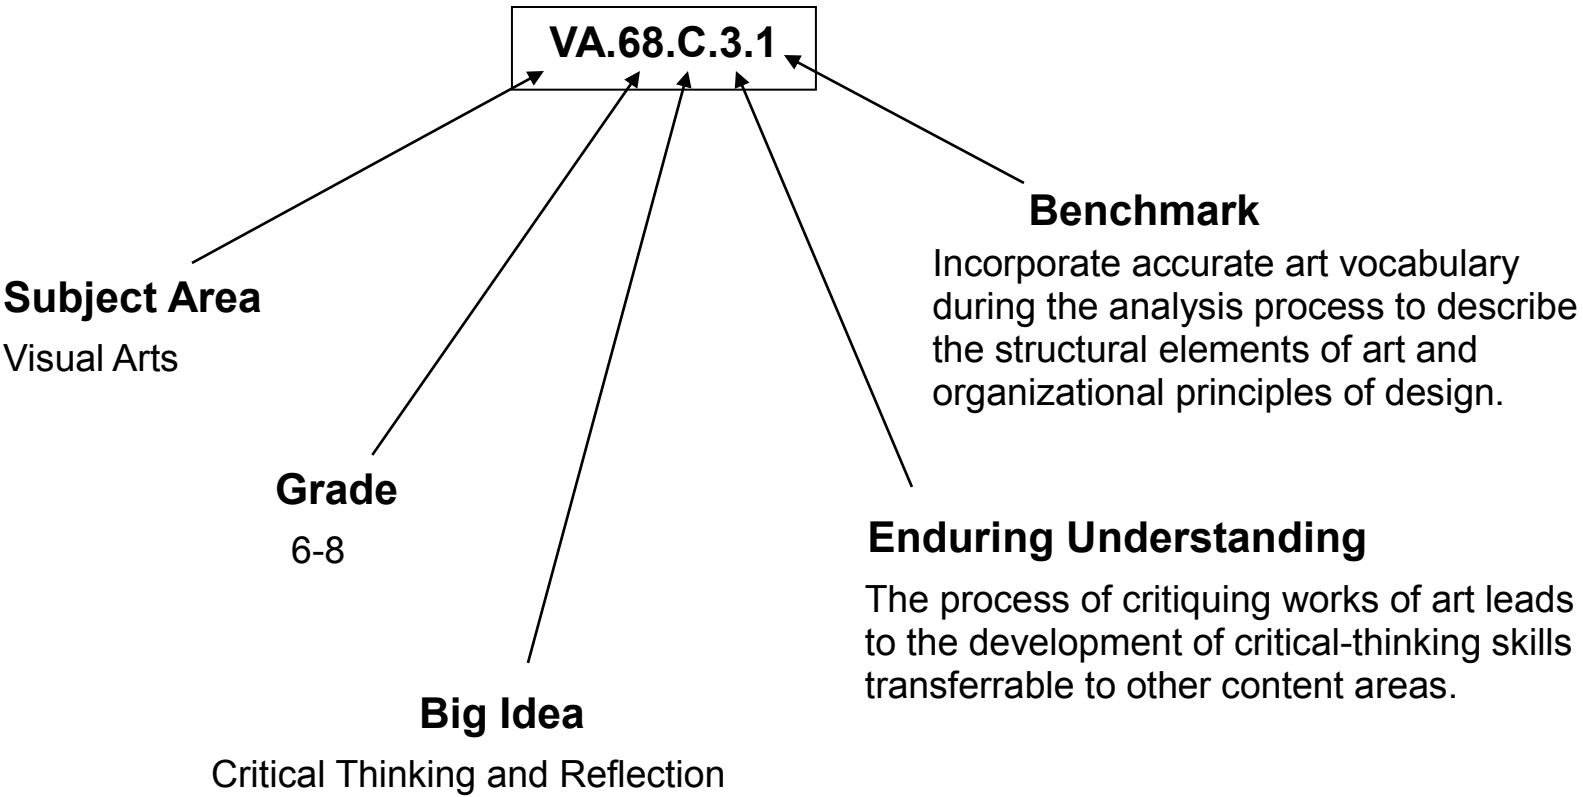 VA.68.C.3.1
Subject Area
Visual Arts
Grade
6-8
Big Idea
Critical Thinking and Reflection
Enduring Understanding
The process of critiquing works of art leads
to the development of critical-thinking skills
transferrable to other content areas.
Benchmark
Incorporate accurate art vocabulary
during the analysis process to describe
the structural elements of art and
organizational principles of design.